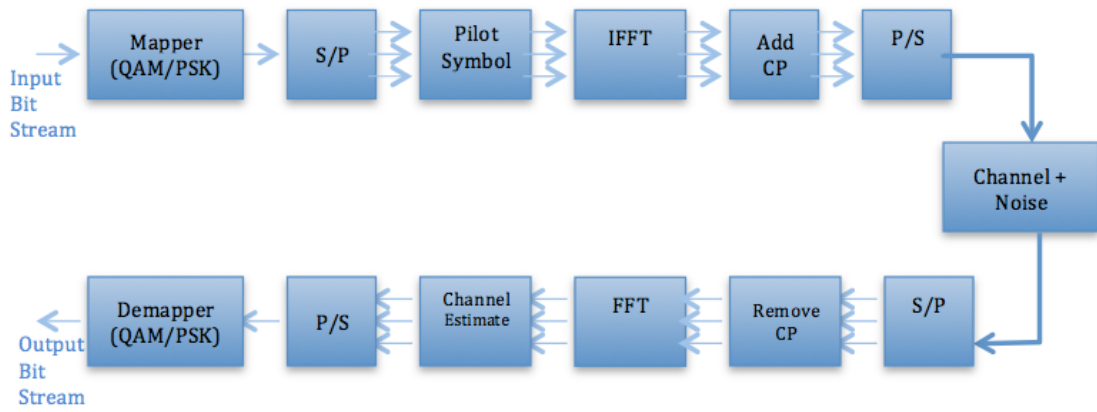 Input
Bit
Stream
Mapper
(QAM/PSK)
S/P
Pilot
Symbol
IFFT
Add
CP
P/S
Channel +
Noise
S/P
Remove
CP
FFT
Channel
Estimate
P/S
Demapper
(QAM/PSK)
Output
Bit
Stream